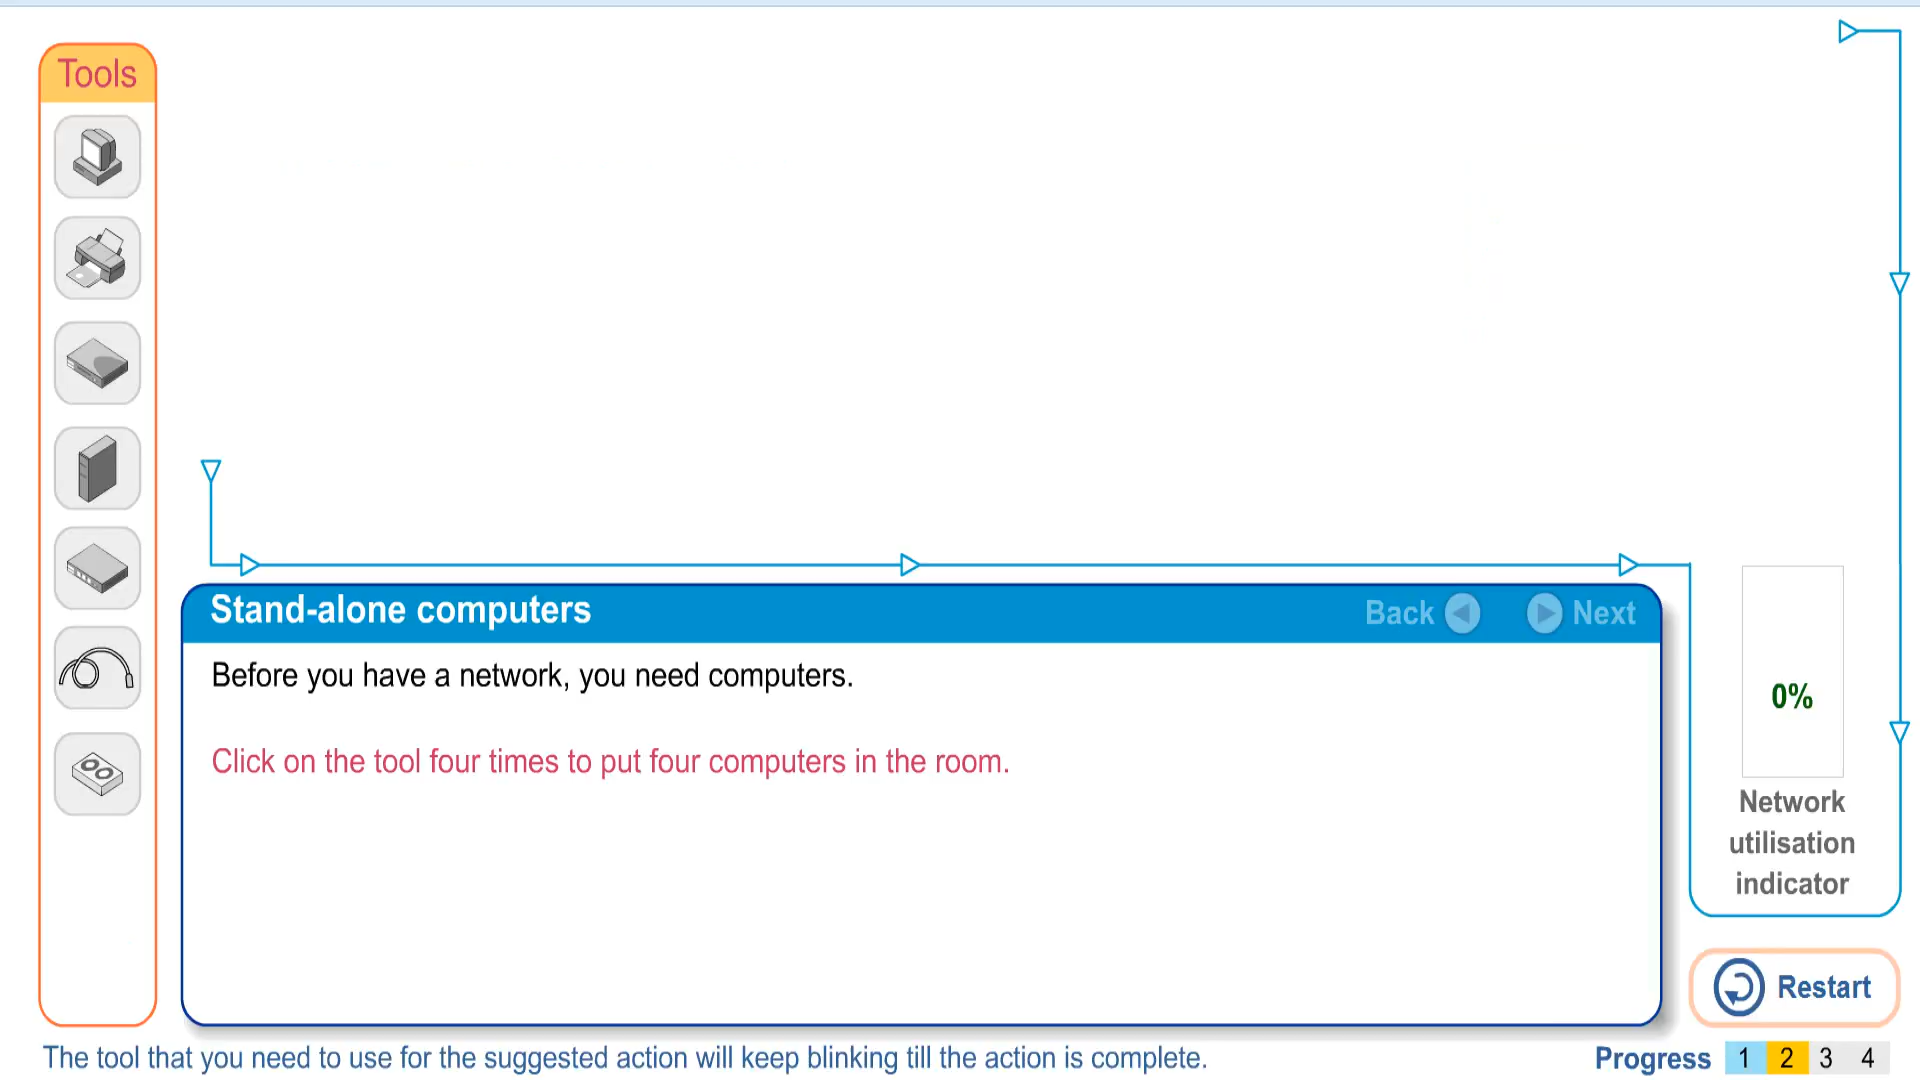 Tools
Stand-alone computers
Back
Next
Before you have a network, you need computers.
Click on the tool four times to put four computers in the room.
0%
Network
utilisation
indicator
Restart
The tool that you need to use for the suggested action will keep blinking till the action is complete.
Progress 1 2 3 4